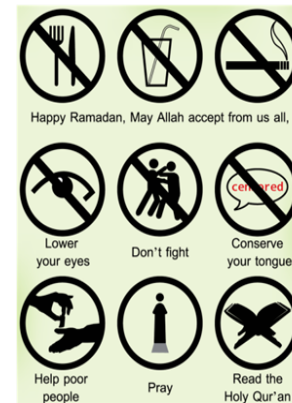 Happy Ramadan, May Allah accept from us all,
censored
Lower
your eyes
Don't fight
Conserve
your tongue
Help poor
people
Pray
Read the
Holy Qur'an